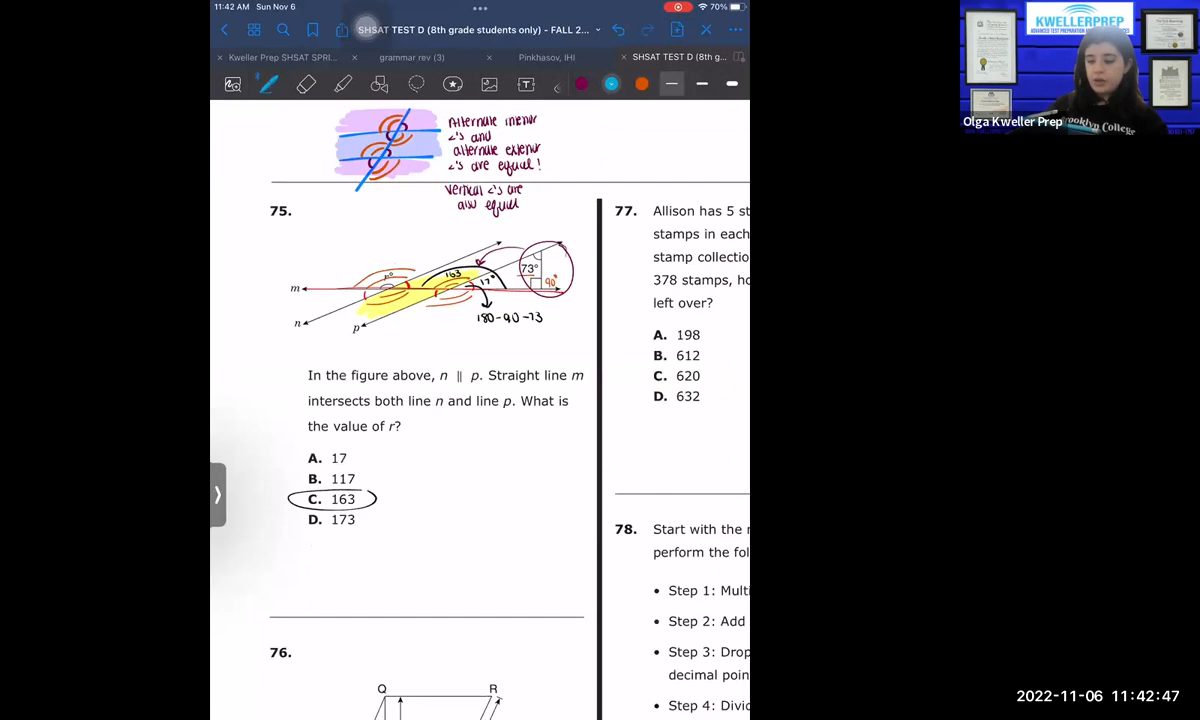 11:42 AM Sun Nov 6
70%
SHSAT TEST D (8th grade students only) - FALL 2...
Kweller Prep SHSAT SPRI...
grammar rev (3)
Pinkhasov, IHI
SHSAT TEST D (8th g...
KWELLERPREP
Olga Kweller Prep
Brooklyn College
Alternate interior
∠'s and
alternate exterior
∠'s are equal!
Vertical ∠'s are
also equal
75.
163
17°
73°
90°
m
n
p
180-90-73
In the figure above, n || p. Straight line m
intersects both line n and line p. What is
the value of r?
A. 17
B. 117
C. 163
D. 173
76.
Q
R
77. Allison has 5 st
stamps in each
stamp collectio
378 stamps, ho
left over?
A. 198
B. 612
C. 620
D. 632
78. Start with the
perform the fol
• Step 1: Multi
• Step 2: Add
• Step 3: Drop
decimal poin
• Step 4: Divid
2022-11-06 11:42:47